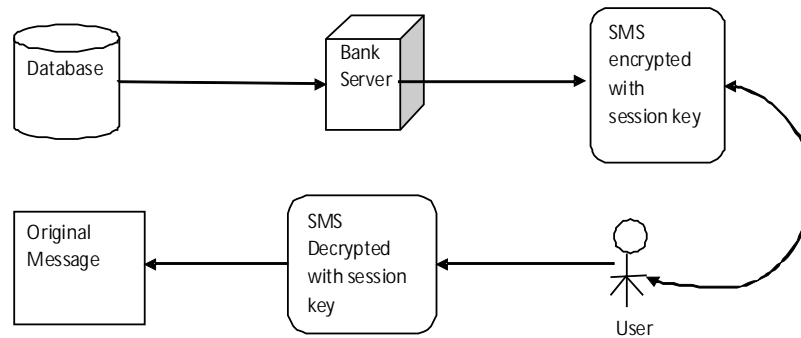 Database
Bank
Server
SMS
encrypted
with
session key
Original
Message
SMS
Decrypted
with session
key
User